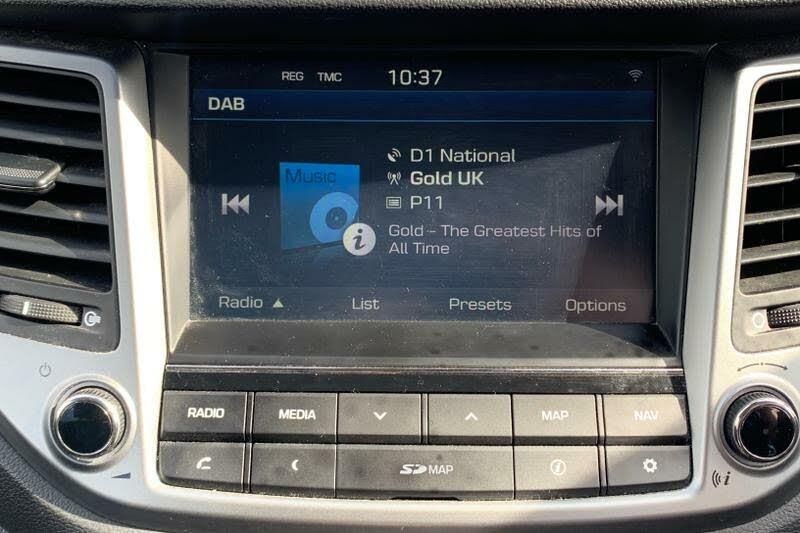 REG TMC 10:37
DAB
Music
D1 National
Gold UK
P11
Gold - The Greatest Hits of
All Time
Radio ▲ List Presets Options
RADIO MEDIA MAP NAV
SD MAP